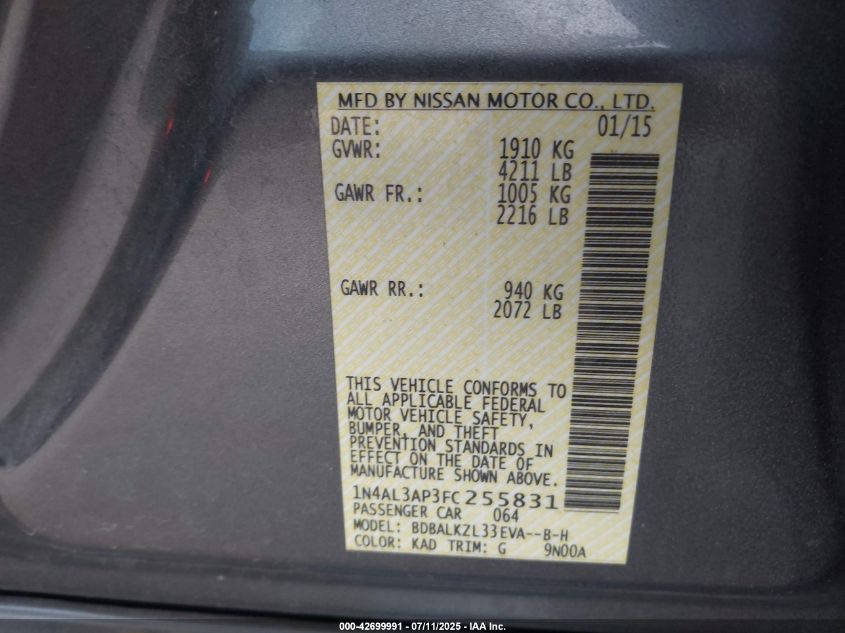 MFD BY NISSAN MOTOR CO., LTD.
DATE: 01/15
GVWR: 1910 KG
4211 LB
GAWR FR.: 1005 KG
2216 LB
GAWR RR.: 940 KG
2072 LB
THIS VEHICLE CONFORMS TO
ALL APPLICABLE FEDERAL
MOTOR VEHICLE SAFETY,
BUMPER, AND THEFT
PREVENTION STANDARDS IN
EFFECT ON THE DATE OF
MANUFACTURE SHOWN ABOVE.
1N4AL3AP3FC255831
PASSENGER CAR 064
MODEL: BDBALKZL33EVA--B-H
COLOR: KAD TRIM: G 9N00A
000-42699991 - 07/11/2025 - IAA Inc.